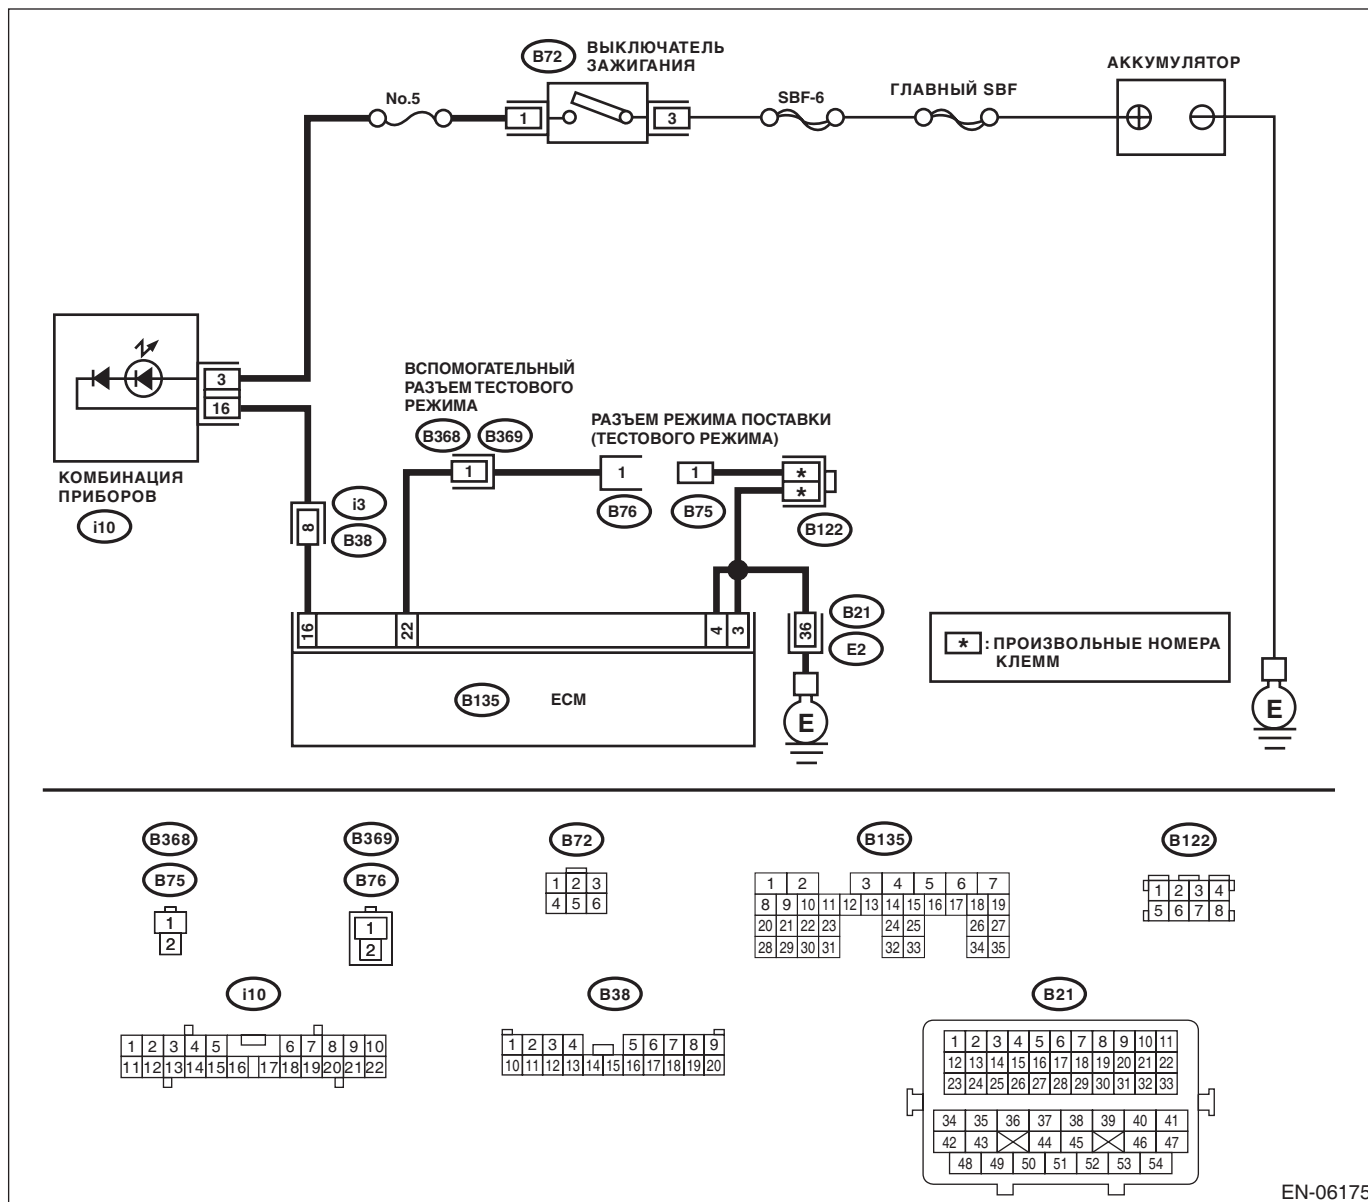 B72
ВЫКЛЮЧАТЕЛЬ
ЗАЖИГАНИЯ
АККУМУЛЯТОР
No.5
SBF-6
ГЛАВНЫЙ SBF
1
3
3
16
КОМБИНАЦИЯ
ПРИБОРОВ
i10
ВСПОМОГАТЕЛЬНЫЙ
РАЗЪЕМ ТЕСТОВОГО
РЕЖИМА
B368 B369
РАЗЪЕМ РЕЖИМА ПОСТАВКИ
(ТЕСТОВОГО РЕЖИМА)
1
1
1
*
*
B76
B75
B122
i3
8
B38
16
22
4
3
36
B21
E2
B135
ECM
E
* : ПРОИЗВОЛЬНЫЕ НОМЕРА
КЛЕММ
E
B368
B75
1
2
B369
B76
1
2
B72
1 2 3
4 5 6
B135
1 2 3 4 5 6 7
8 9 10 11 12 13 14 15 16 17 18 19
20 21 22 23 24 25 26 27
28 29 30 31 32 33 34 35
B122
1 2 3 4
5 6 7 8
i10
1 2 3 4 5 6 7 8 9 10
11 12 13 14 15 16 17 18 19 20 21 22
B38
1 2 3 4 5 6 7 8 9
10 11 12 13 14 15 16 17 18 19 20
B21
1 2 3 4 5 6 7 8 9 10 11
12 13 14 15 16 17 18 19 20 21 22
23 24 25 26 27 28 29 30 31 32 33
34 35 36 37 38 39 40 41
42 43 44 45 46 47
48 49 50 51 52 53 54
EN-06175